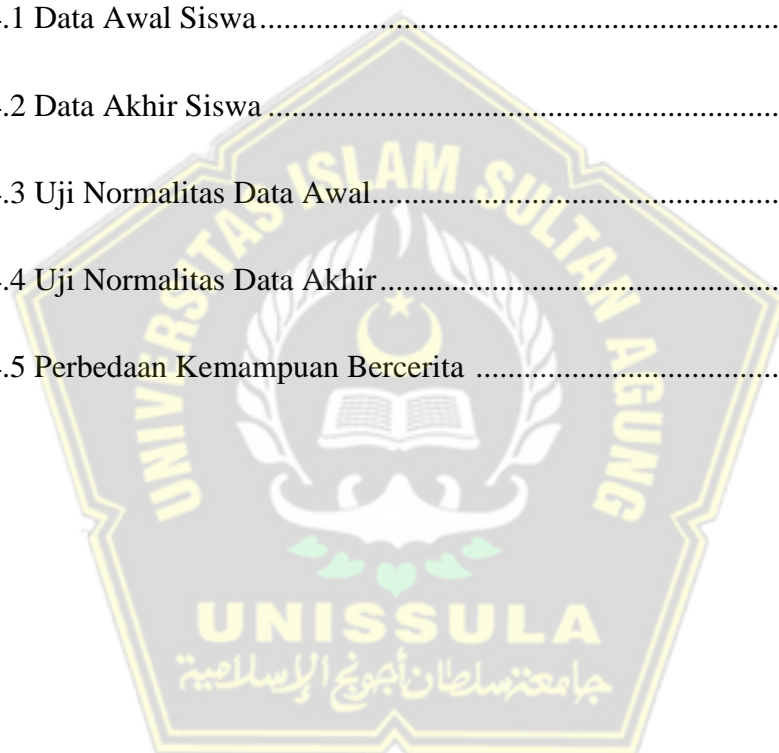 .1 Data Awal Siswa...............................................................
.2 Data Akhir Siswa ..............................................................
.3 Uji Normalitas Data Awal..................................................
.4 Uji Normalitas Data Akhir.................................................
.5 Perbedaan Kemampuan Bercerita .....................................
UNIVERSITAS ISLAM SULTAN AGUNG
UNISSULA
جامعة سلطان أجونج الإسلامية